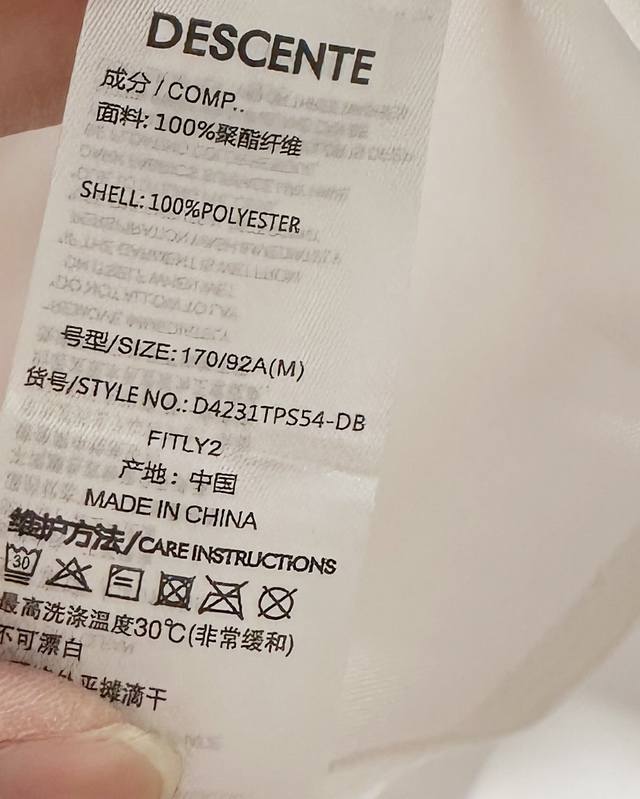 DESCENTE
成分/COMP..
面料: 100%聚酯纤维
SHELL: 100%POLYESTER
号型/SIZE: 170/92A(M)
货号/STYLE NO.: D4231TPS54-DB
FITLY2
产地: 中国
MADE IN CHINA
维护方法/CARE INSTRUCTIONS
30
最高洗涤温度30℃(非常缓和)
不可漂白
平摊滴干